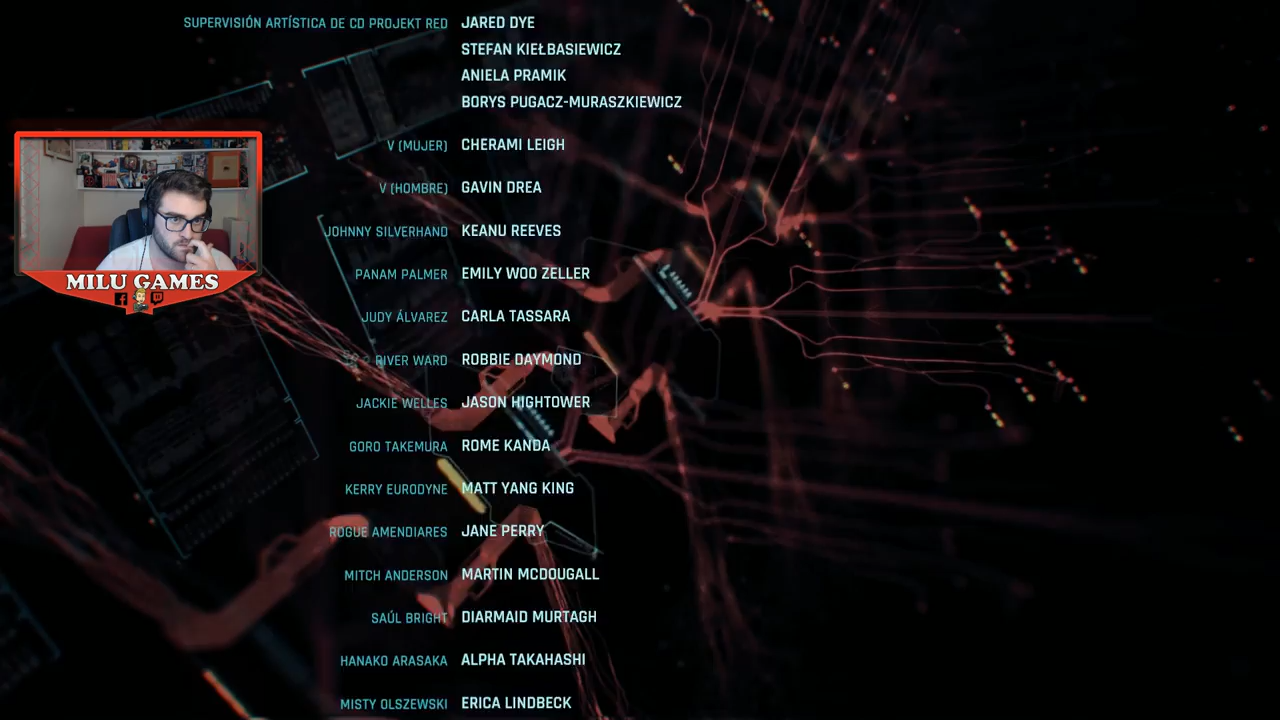 SUPERVISIÓN ARTÍSTICA DE CD PROJEKT RED JARED DYE
STEFAN KIEŁBASIEWICZ
ANIELA PRAMIK
BORYS PUGACZ-MURASZKIEWICZ
V (MUJER) CHERAMI LEIGH
V (HOMBRE) GAVIN DREA
JOHNNY SILVERHAND KEANU REEVES
PANAM PALMER EMILY WOO ZELLER
JUDY ÁLVAREZ CARLA TASSARA
RIVER WARD ROBBIE DAYMOND
JACKIE WELLES JASON HIGHTOWER
GORO TAKEMURA ROME KANDA
KERRY EURODYNE MATT YANG KING
ROGUE AMENDIARES JANE PERRY
MITCH ANDERSON MARTIN MCDOUGALL
SAÚL BRIGHT DIARMAID MURTAGH
HANAKO ARASAKA ALPHA TAKAHASHI
MISTY OLSZEWSKI ERICA LINDBECK
MILU GAMES